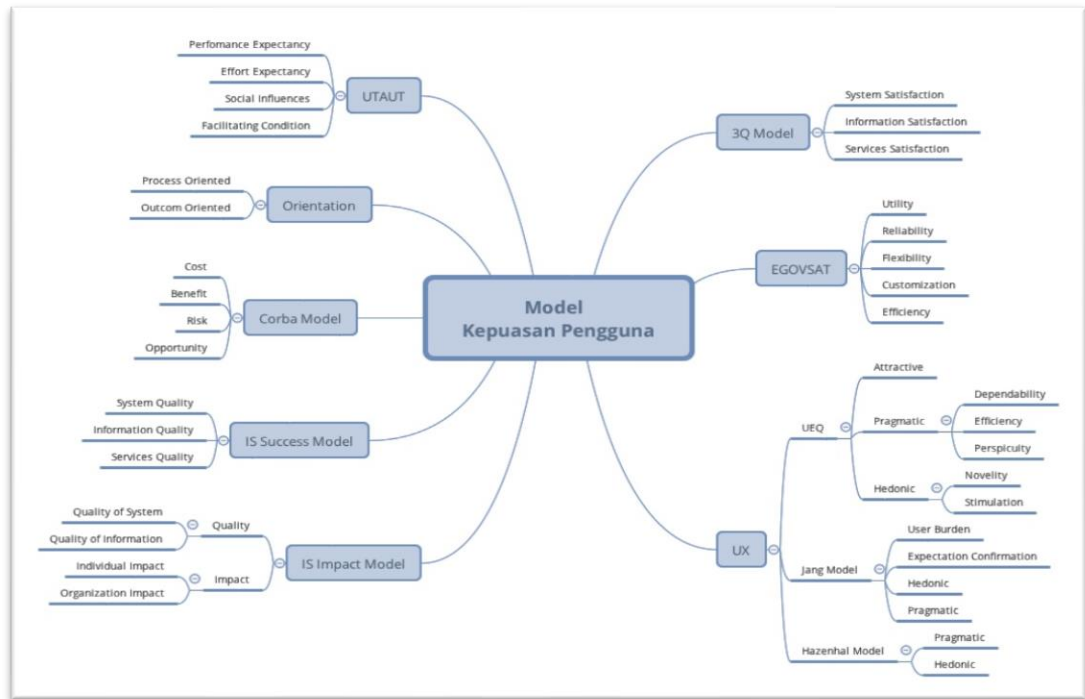 Model
Kepuasan Pengguna
UTAUT
Perfomance Expectancy
Effort Expectancy
Social Influences
Facilitating Condition
Orientation
Process Oriented
Outcom Oriented
Corba Model
Cost
Benefit
Risk
Opportunity
IS Success Model
System Quality
Information Quality
Services Quality
IS Impact Model
Quality
Quality of System
Quality of information
Impact
Individual Impact
Organization Impact
3Q Model
System Satisfaction
Information Satisfaction
Services Satisfaction
EGOVSAT
Utility
Reliability
Flexibility
Customization
Efficiency
UX
UEQ
Attractive
Pragmatic
Dependability
Efficiency
Perspicuity
Hedonic
Novelity
Stimulation
Jang Model
User Burden
Expectation Confirmation
Hedonic
Pragmatic
Hazenhal Model
Pragmatic
Hedonic